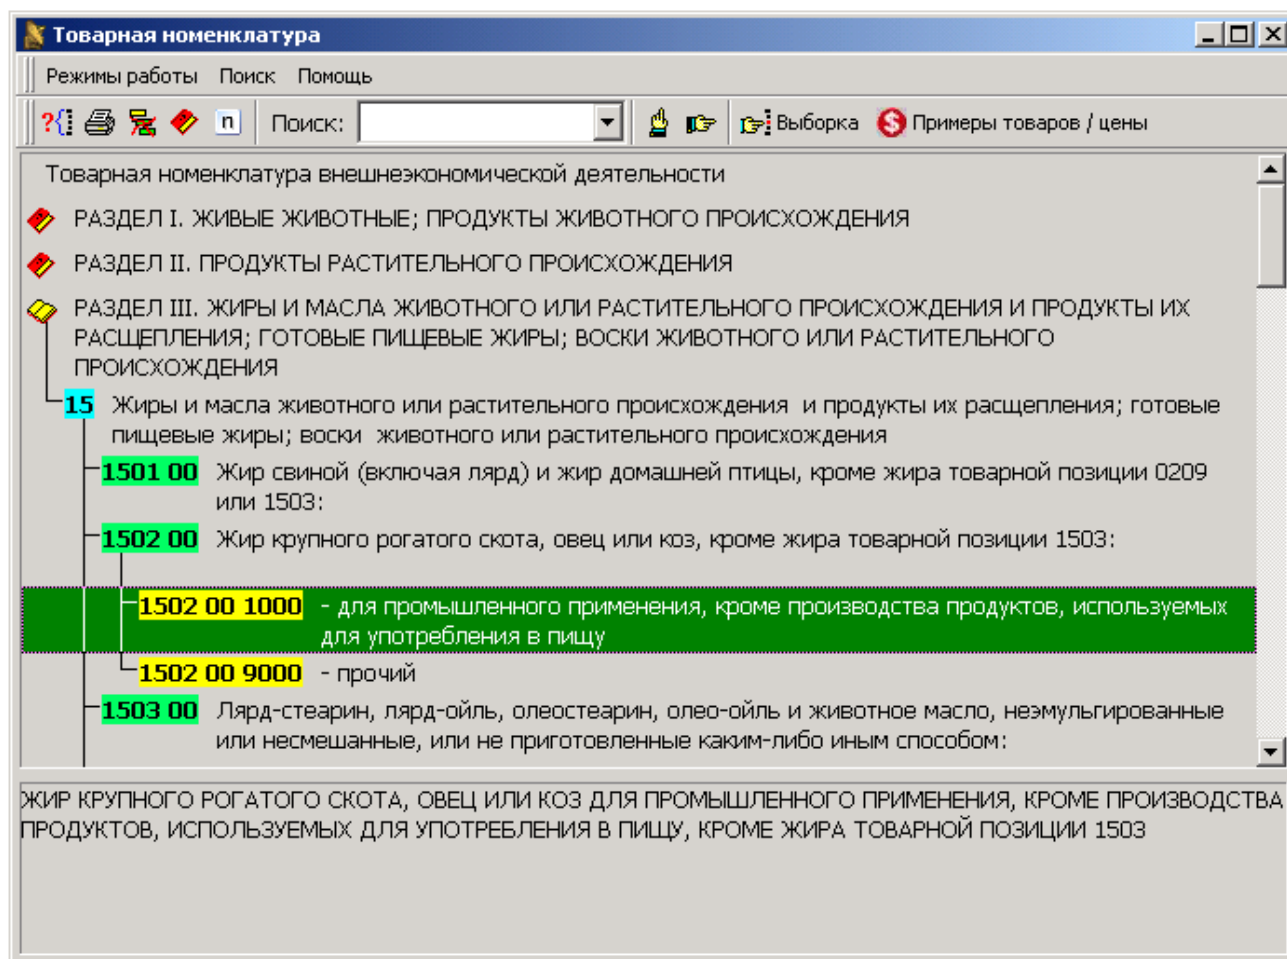 Товарная номенклатура
Режимы работы Поиск Помощь
?{ n Поиск: Выборка $ Примеры товаров / цены
Товарная номенклатура внешнеэкономической деятельности
РАЗДЕЛ I. ЖИВЫЕ ЖИВОТНЫЕ; ПРОДУКТЫ ЖИВОТНОГО ПРОИСХОЖДЕНИЯ
РАЗДЕЛ II. ПРОДУКТЫ РАСТИТЕЛЬНОГО ПРОИСХОЖДЕНИЯ
РАЗДЕЛ III. ЖИРЫ И МАСЛА ЖИВОТНОГО ИЛИ РАСТИТЕЛЬНОГО ПРОИСХОЖДЕНИЯ И ПРОДУКТЫ ИХ
РАСЩЕПЛЕНИЯ; ГОТОВЫЕ ПИЩЕВЫЕ ЖИРЫ; ВОСКИ ЖИВОТНОГО ИЛИ РАСТИТЕЛЬНОГО
ПРОИСХОЖДЕНИЯ
15 Жиры и масла животного или растительного происхождения и продукты их расщепления; готовые
пищевые жиры; воски животного или растительного происхождения
1501 00 Жир свиной (включая лярд) и жир домашней птицы, кроме жира товарной позиции 0209
или 1503:
1502 00 Жир крупного рогатого скота, овец или коз, кроме жира товарной позиции 1503:
1502 00 1000 - для промышленного применения, кроме производства продуктов, используемых
для употребления в пищу
1502 00 9000 - прочий
1503 00 Лярд-стеарин, лярд-ойль, олеостеарин, олео-ойль и животное масло, неэмульгированные
или несмешанные, или не приготовленные каким-либо иным способом:
ЖИР КРУПНОГО РОГАТОГО СКОТА, ОВЕЦ ИЛИ КОЗ ДЛЯ ПРОМЫШЛЕННОГО ПРИМЕНЕНИЯ, КРОМЕ ПРОИЗВОДСТВА
ПРОДУКТОВ, ИСПОЛЬЗУЕМЫХ ДЛЯ УПОТРЕБЛЕНИЯ В ПИЩУ, КРОМЕ ЖИРА ТОВАРНОЙ ПОЗИЦИИ 1503